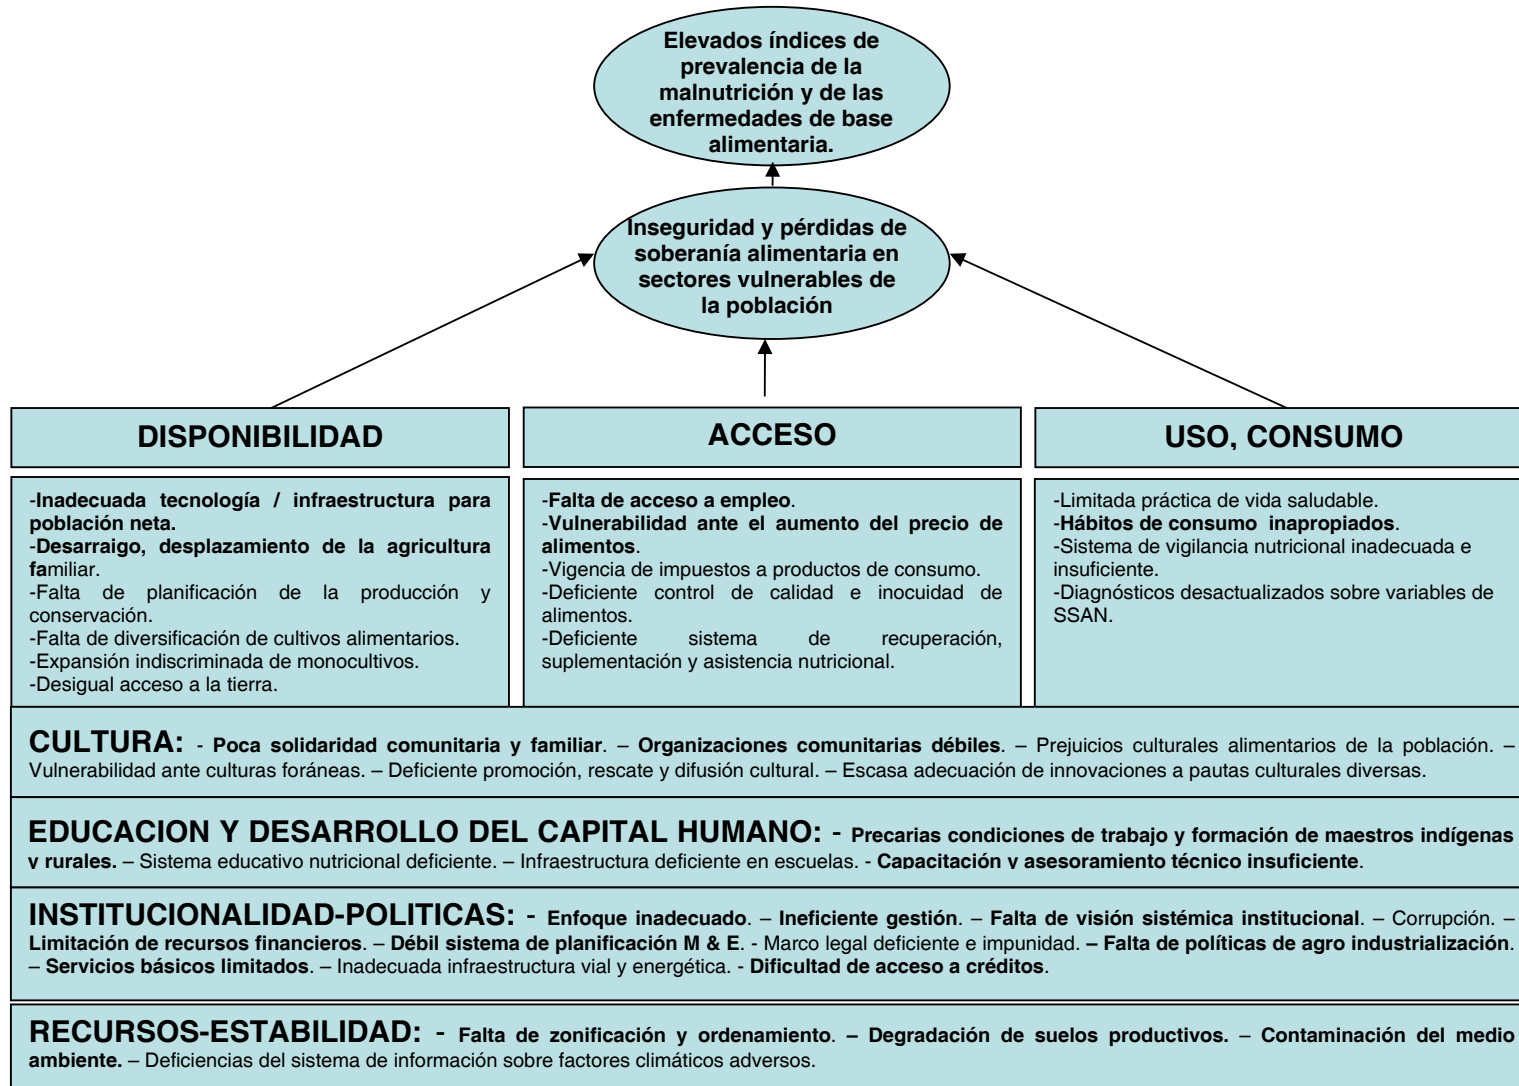 Elevados índices de
prevalencia de la
malnutrición y de las
enfermedades de base
alimentaria.
Inseguridad y pérdidas de
soberanía alimentaria en
sectores vulnerables de
la población
DISPONIBILIDAD
ACCESO
USO, CONSUMO
-Inadecuada tecnología / infraestructura para
población neta.
-Desarraigo, desplazamiento de la agricultura
familiar.
-Falta de planificación de la producción y
conservación.
-Falta de diversificación de cultivos alimentarios.
-Expansión indiscriminada de monocultivos.
-Desigual acceso a la tierra.
-Falta de acceso a empleo.
-Vulnerabilidad ante el aumento del precio de
alimentos.
-Vigencia de impuestos a productos de consumo.
-Deficiente control de calidad e inocuidad de
alimentos.
-Deficiente sistema de recuperación,
suplementación y asistencia nutricional.
-Limitada práctica de vida saludable.
-Hábitos de consumo inapropiados.
-Sistema de vigilancia nutricional inadecuada e
insuficiente.
-Diagnósticos desactualizados sobre variables de
SSAN.
CULTURA: - Poca solidaridad comunitaria y familiar. – Organizaciones comunitarias débiles. – Prejuicios culturales alimentarios de la población. –
Vulnerabilidad ante culturas foráneas. – Deficiente promoción, rescate y difusión cultural. – Escasa adecuación de innovaciones a pautas culturales diversas.
EDUCACION Y DESARROLLO DEL CAPITAL HUMANO: - Precarias condiciones de trabajo y formación de maestros indígenas
y rurales. – Sistema educativo nutricional deficiente. – Infraestructura deficiente en escuelas. - Capacitación y asesoramiento técnico insuficiente.
INSTITUCIONALIDAD-POLITICAS: - Enfoque inadecuado. – Ineficiente gestión. – Falta de visión sistémica institucional. – Corrupción. –
Limitación de recursos financieros. – Débil sistema de planificación M & E. - Marco legal deficiente e impunidad. – Falta de políticas de agro industrialización.
– Servicios básicos limitados. – Inadecuada infraestructura vial y energética. - Dificultad de acceso a créditos.
RECURSOS-ESTABILIDAD: - Falta de zonificación y ordenamiento. – Degradación de suelos productivos. – Contaminación del medio
ambiente. – Deficiencias del sistema de información sobre factores climáticos adversos.